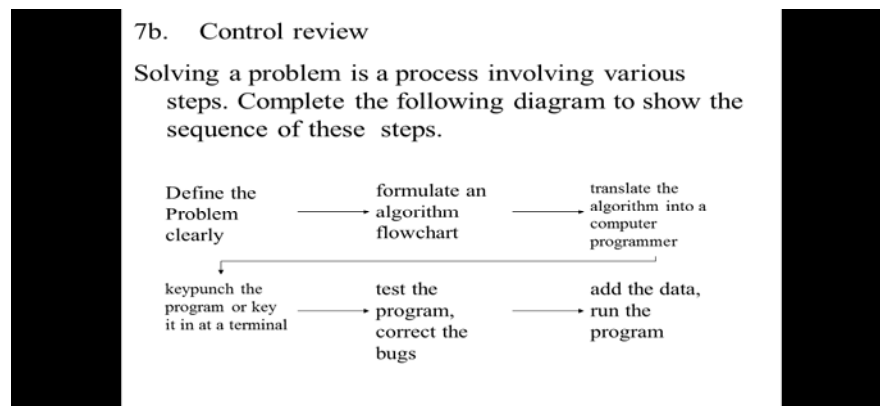 7b. Control review
Solving a problem is a process involving various
steps. Complete the following diagram to show the
sequence of these steps.
Define the
Problem
clearly
formulate an
algorithm
flowchart
translate the
algorithm into a
computer
programmer
keypunch the
program or key
it in at a terminal
test the
program,
correct the
bugs
add the data,
run the
program